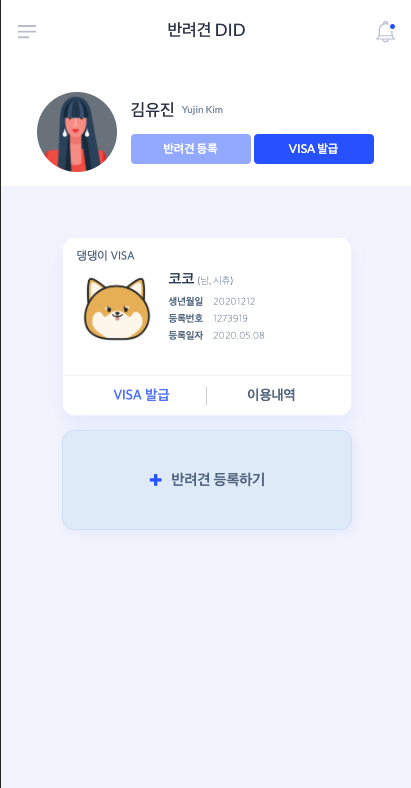 반려견 DID
김유진 Yujin Kim
반려견 등록 VISA 발급
댕댕이 VISA
코코 (남, 시츄)
생년월일 20201212
등록번호 1273919
등록일자 2020.05.08
VISA 발급 이용내역
+ 반려견 등록하기